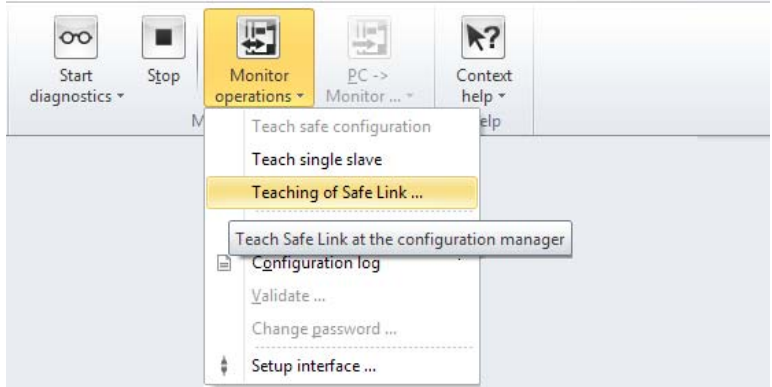 Start
diagnostics
Stop
Monitor
operations
PC ->
Monitor ...
Context
help
M
elp
Teach safe configuration
Teach single slave
Teaching of Safe Link ...
Teach Safe Link at the configuration manager
Configuration log
Validate ...
Change password ...
Setup interface ...